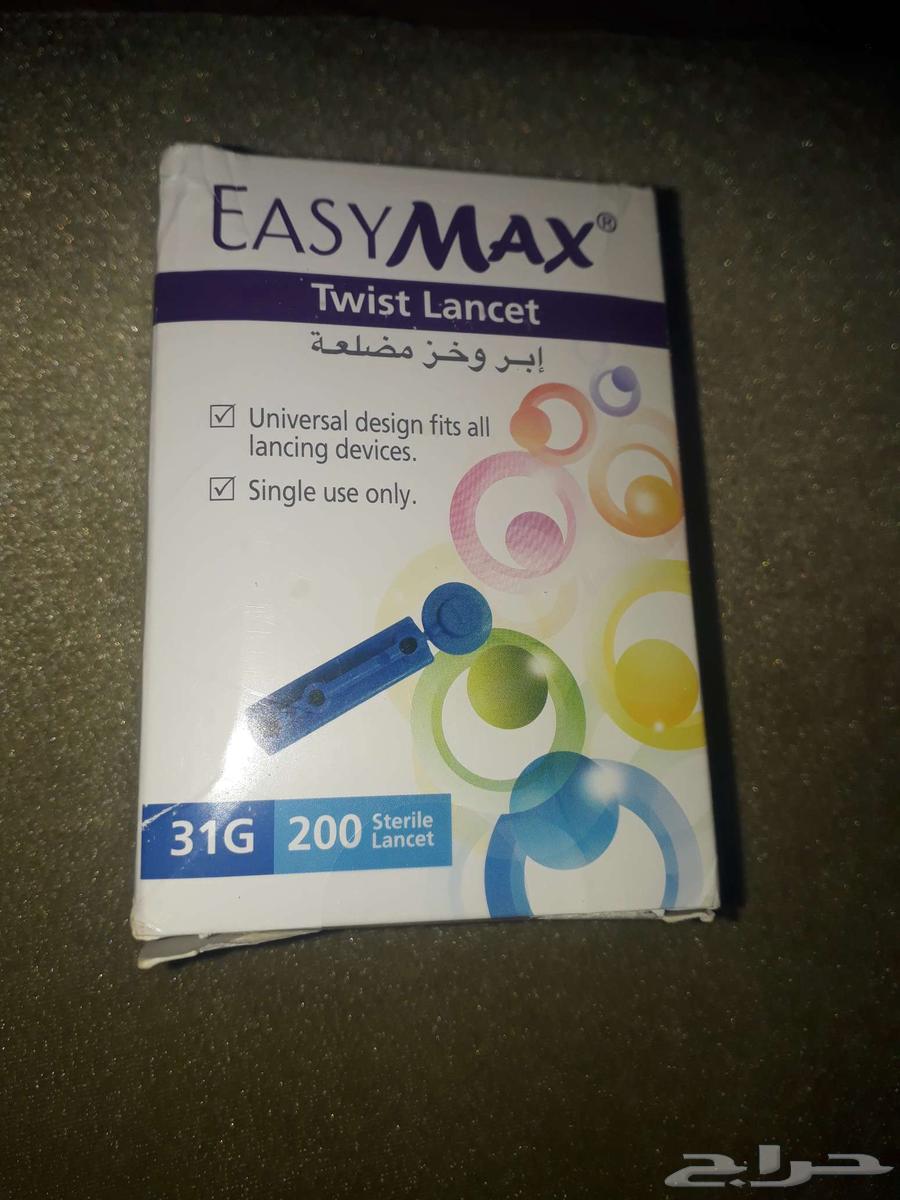 EASYMAX®
Twist Lancet
إبر وخز مضلعة
☑ Universal design fits all
lancing devices.
☑ Single use only.
31G 200 Sterile
Lancet
حراج